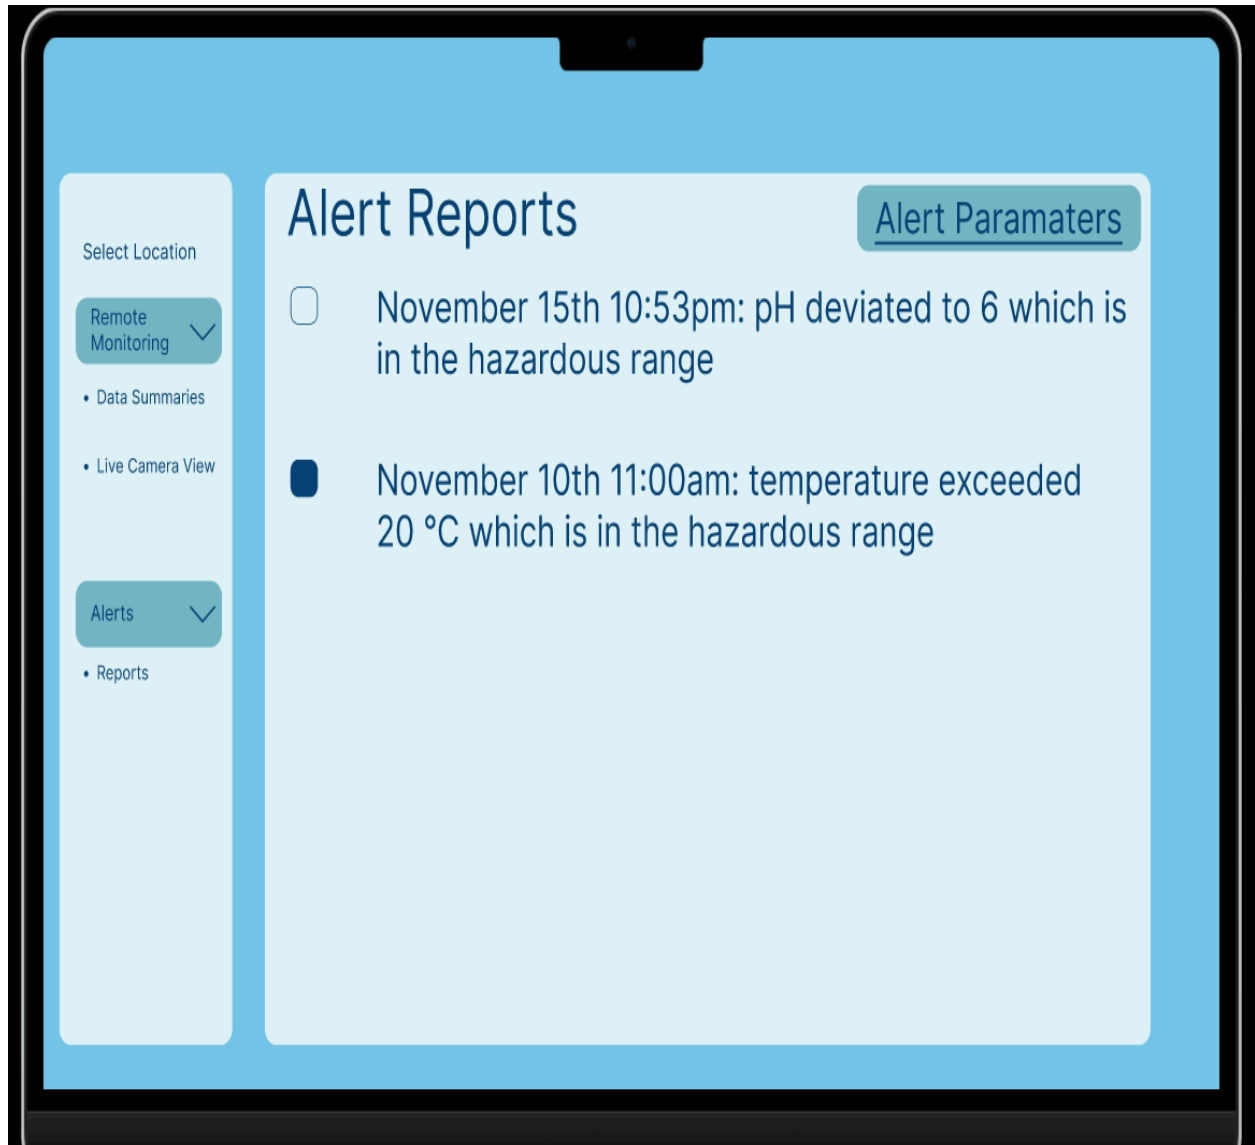 Select Location
Remote
Monitoring
• Data Summaries
• Live Camera View
Alerts
• Reports
Alert Reports
Alert Paramaters
November 15th 10:53pm: pH deviated to 6 which is
in the hazardous range
November 10th 11:00am: temperature exceeded
20 °C which is in the hazardous range